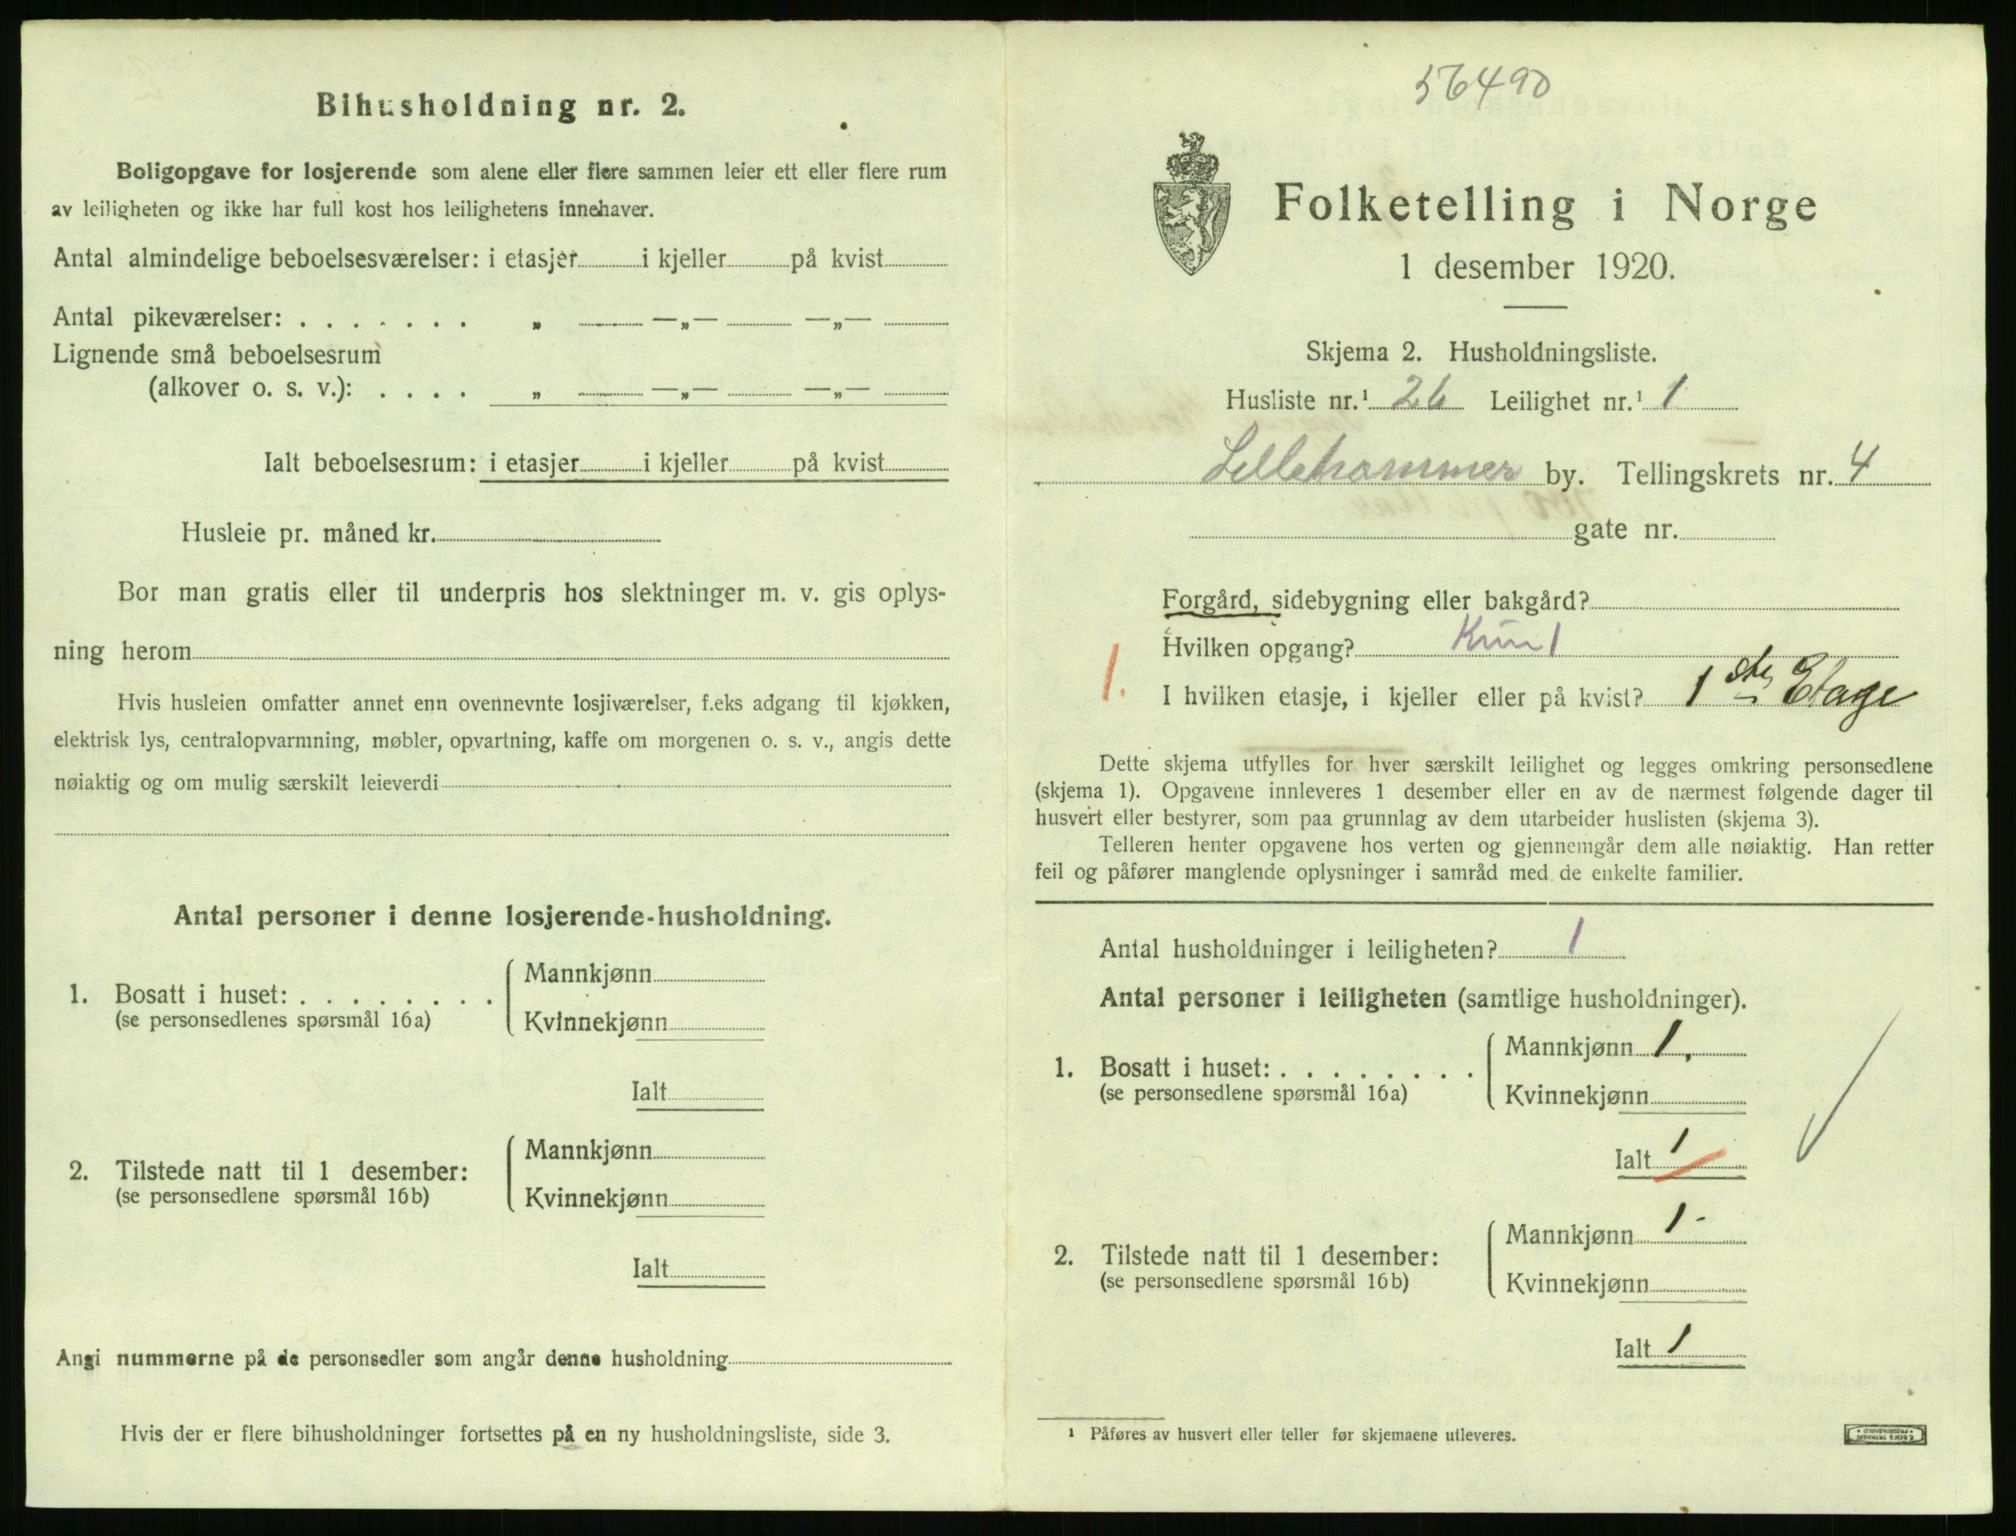 Bihusholdning nr. 2.
Boligopgave for losjerende som alene eller flere sammen leier ett eller flere rum
av leiligheten og ikke har full kost hos leilighetens innehaver.
Antal almindelige beboelsesværelser: i etasjer i kjeller på kvist
Antal pikeværelser: . . . . . . . „ —„— —„—
Lignende små beboelsesrum
(alkover o. s. v.): . . . . „ —„— —„—
Ialt beboelsesrum: i etasjer i kjeller på kvist
Husleie pr. måned kr.
Bor man gratis eller til underpris hos slektninger m. v. gis oplys-
ning herom
Hvis husleien omfatter annet enn ovennevnte losjiværelser, f.eks adgang til kjøkken,
elektrisk lys, centralopvarmning, møbler, opvartning, kaffe om morgenen o. s. v., angis dette
nøiaktig og om mulig særskilt leieverdi
Antal personer i denne losjerende-husholdning.
1. Bosatt i huset: . . . . . . . .
(se personsedlenes spørsmål 16a)
Mannkjønn
Kvinnekjønn
Ialt
2. Tilstede natt til 1 desember:
(se personsedlene spørsmål 16b)
Mannkjønn
Kvinnekjønn
Ialt
Angi nummerne på de personsedler som angår denne husholdning
Hvis der er flere bihusholdninger fortsettes på en ny husholdningsliste, side 3.
56490
Folketelling i Norge
1 desember 1920.
Skjema 2. Husholdningsliste.
Husliste nr.¹ 26 Leilighet nr.¹ 1
Lillehammer by. Tellingskrets nr. 4
gate nr.
Forgård, sidebygning eller bakgård?
Hvilken opgang? Kun 1
1. I hvilken etasje, i kjeller eller på kvist? 1ste Etage
Dette skjema utfylles for hver særskilt leilighet og legges omkring personsedlene
(skjema 1). Opgavene innleveres 1 desember eller en av de nærmest følgende dager til
husvert eller bestyrer, som paa grunnlag av dem utarbeider huslisten (skjema 3).
Telleren henter opgavene hos verten og gjennemgår dem alle nøiaktig. Han retter
feil og påfører manglende oplysninger i samråd med de enkelte familier.
Antal husholdninger i leiligheten? 1
Antal personer i leiligheten (samtlige husholdninger).
1. Bosatt i huset: . . . . . . . .
(se personsedlene spørsmål 16a)
Mannkjønn 1,
Kvinnekjønn
Ialt 1
2. Tilstede natt til 1 desember:
(se personsedlene spørsmål 16b)
Mannkjønn 1-
Kvinnekjønn
Ialt 1
¹ Påføres av husvert eller teller før skjemaene utleveres.